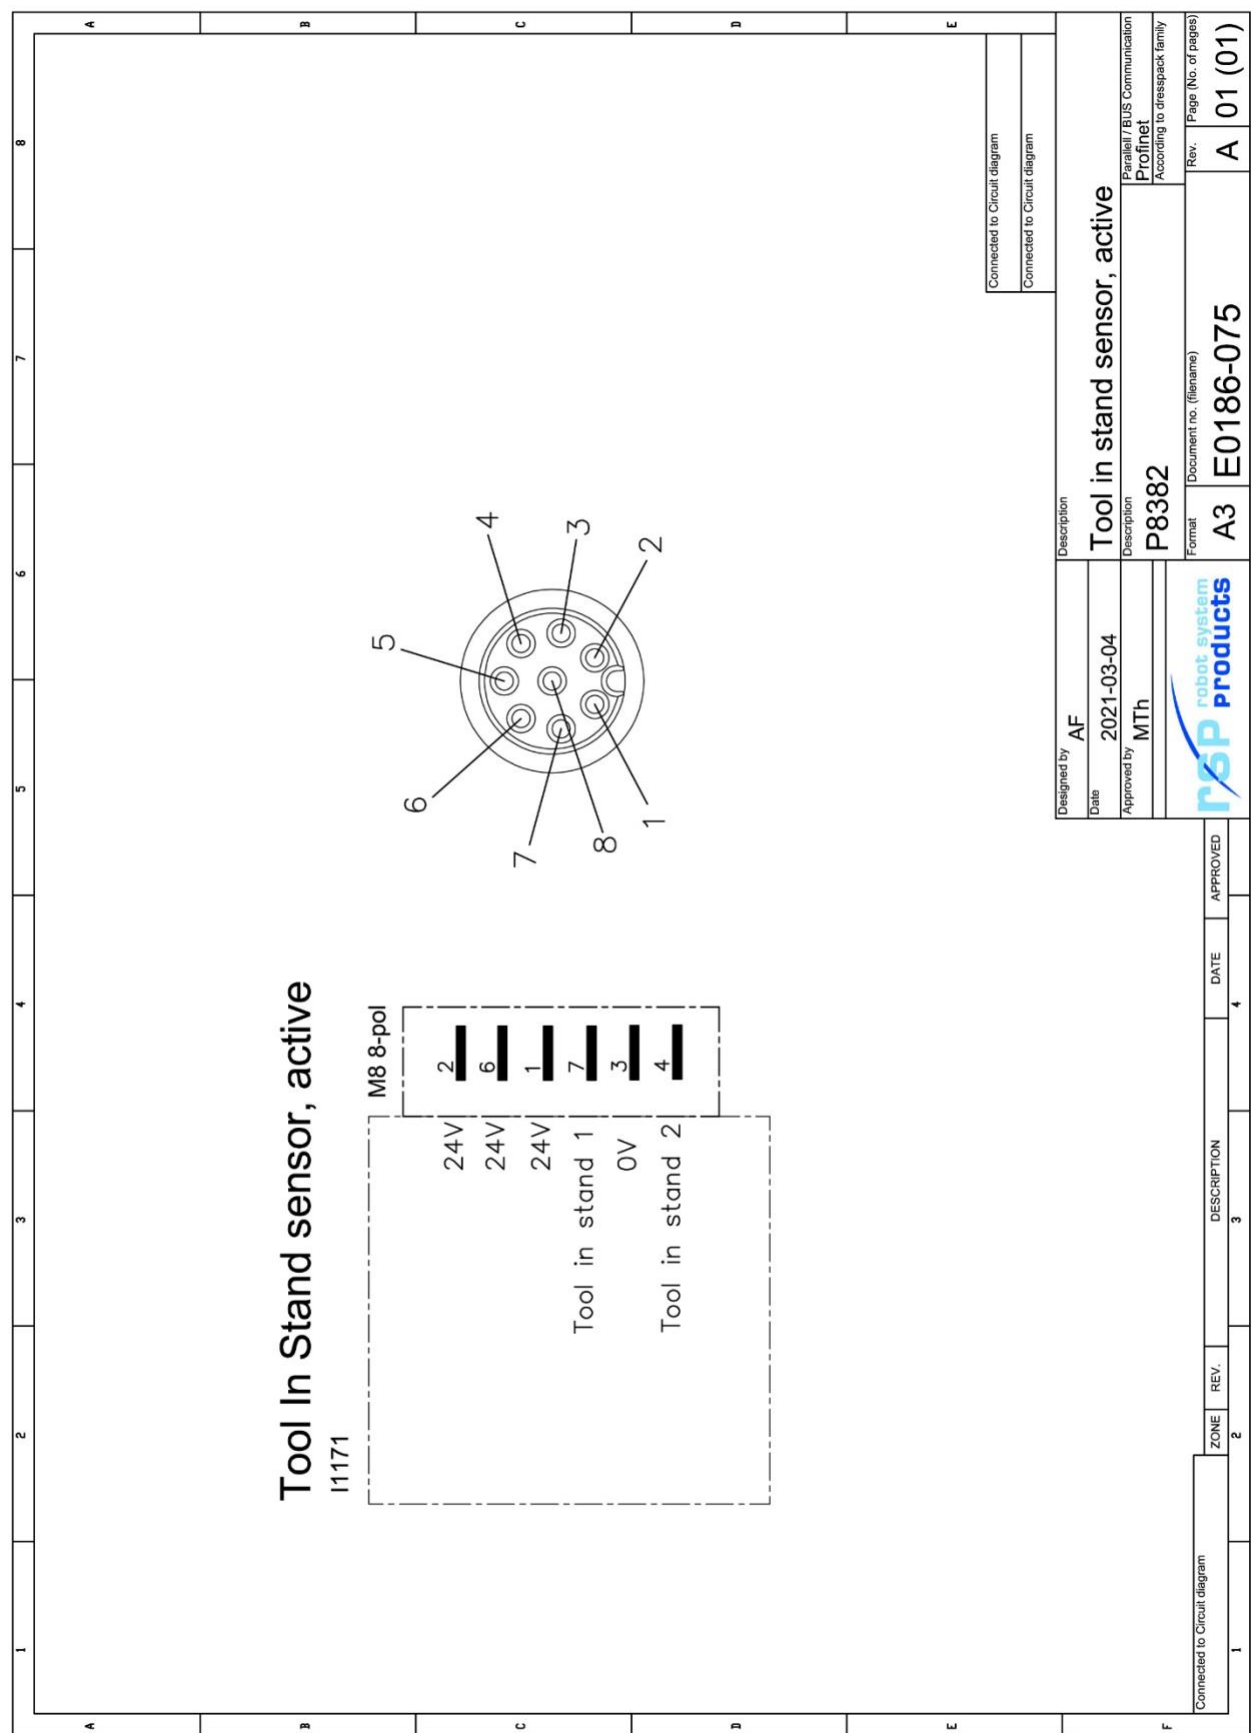 1 2 3 4 5 6 7 8
A
B
C
D
E
F
A
B
C
D
E
Tool In Stand sensor, active
I1171
M8 8-pol
24V 2
24V 6
24V 1
Tool in stand 1 7
0V 3
Tool in stand 2 4
5
4
6
3
7
2
8
1
Connected to Circuit diagram
Connected to Circuit diagram
Designed by
AF
Date
2021-03-04
Approved by
MTh
Description
Tool in stand sensor, active
Description
P8382
Parallell / BUS Communication
Profinet
According to dresspack family
rsp robot system
products
Format
A3
Document no. (filename)
E0186-075
Rev.
A
Page (No. of pages)
01 (01)
Connected to Circuit diagram
ZONE REV. DESCRIPTION DATE APPROVED
1 2 3 4